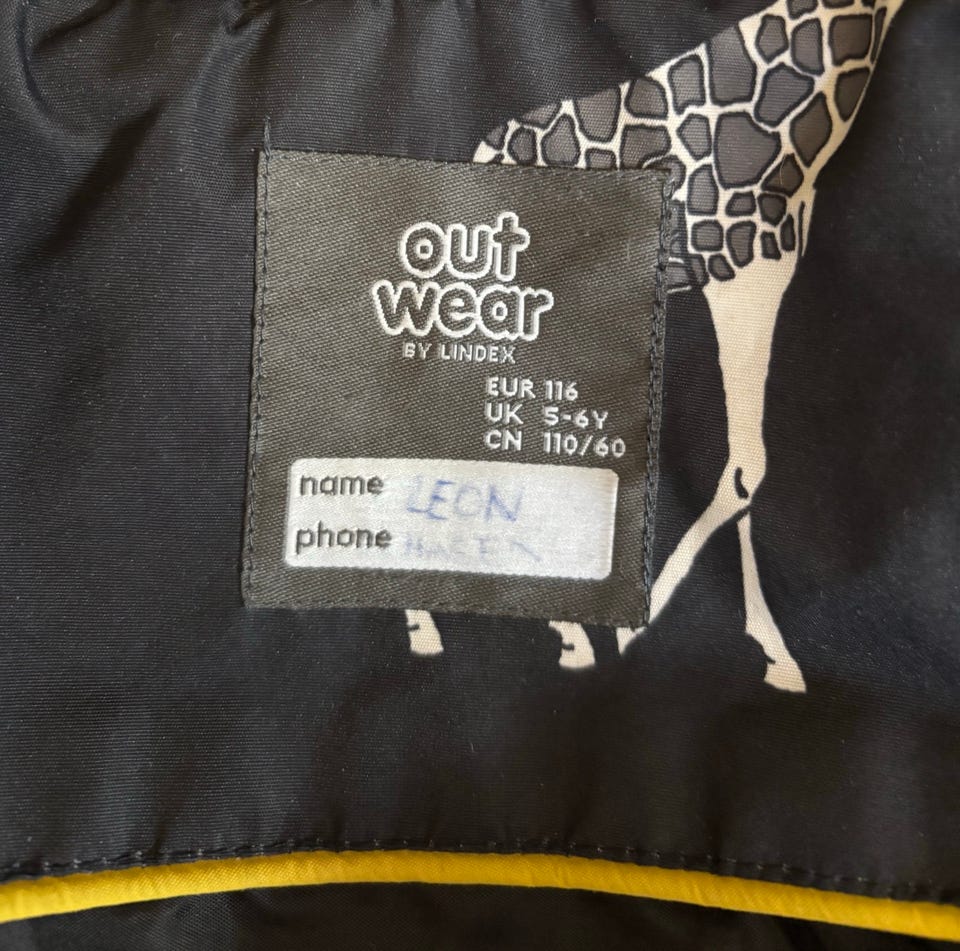 out
wear
BY LINDEX
EUR 116
UK 5-6Y
CN 110/60
name LEON
phone